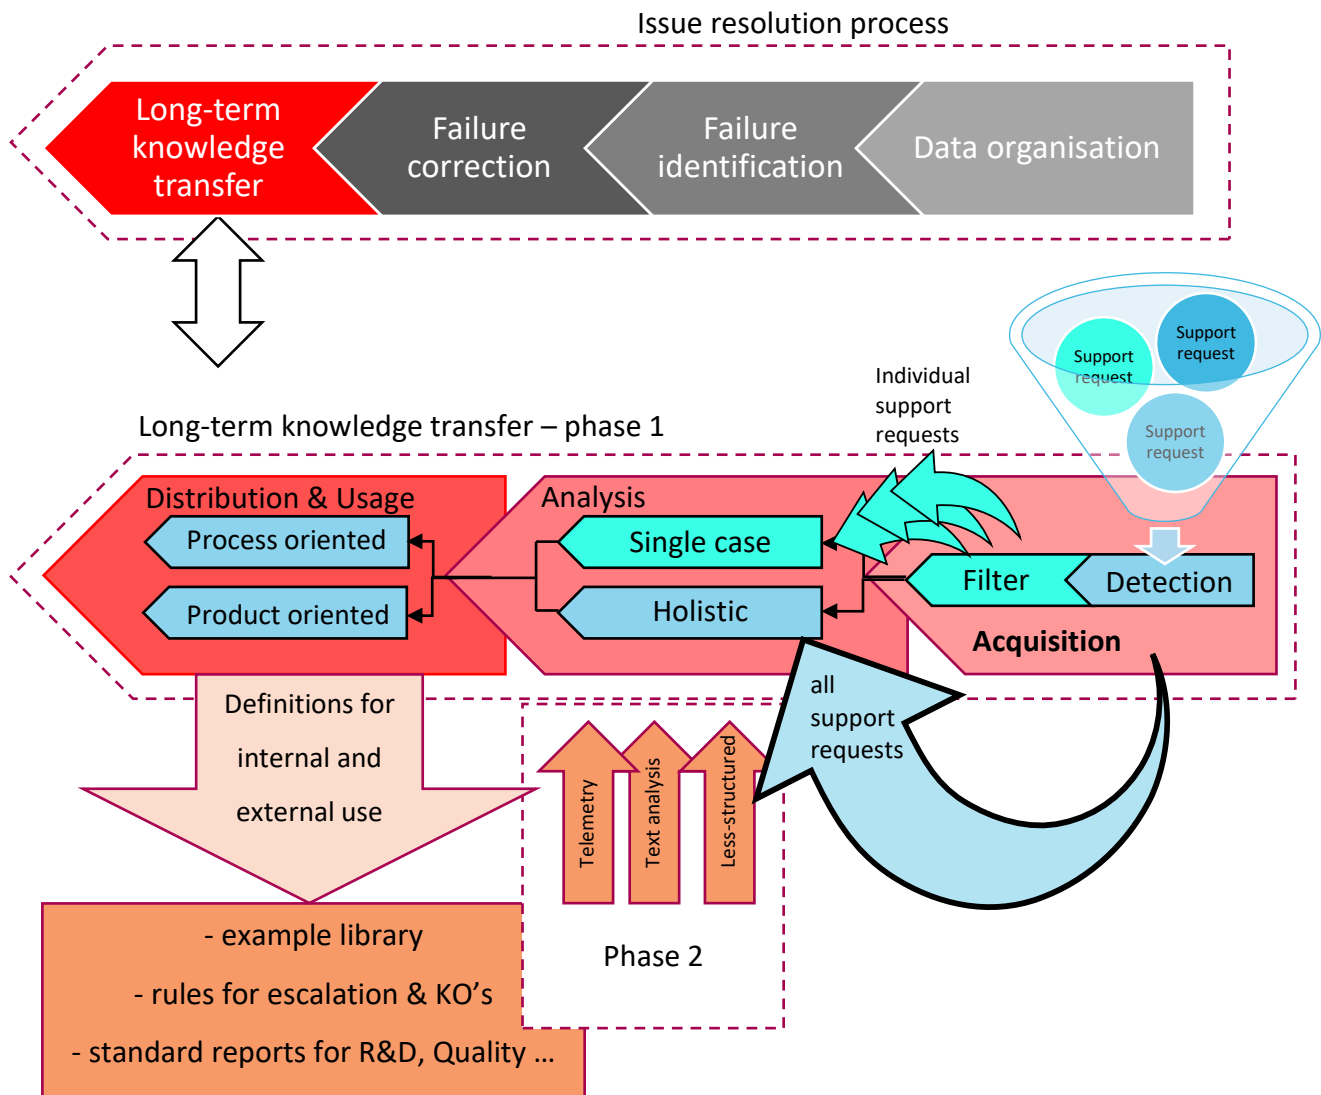 Issue resolution process
Long-term
knowledge
transfer
Failure
correction
Failure
identification
Data organisation
Support
request
Support
request
Support
request
Individual
support
requests
Long-term knowledge transfer – phase 1
Distribution & Usage
Process oriented
Product oriented
Analysis
Single case
Holistic
Filter
Detection
Acquisition
all
support
requests
Definitions for
internal and
external use
Telemetry
Text analysis
Less-structured
Phase 2
- example library
- rules for escalation & KO’s
- standard reports for R&D, Quality ...